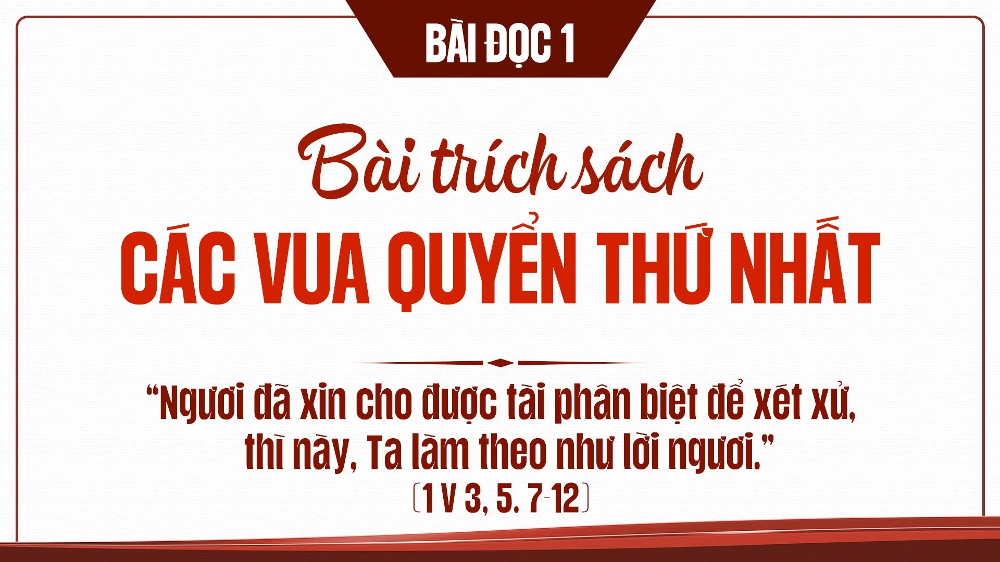 BÀI ĐỌC 1
Bài trích sách
CÁC VUA QUYỂN THỨ NHẤT
“Ngươi đã xin cho được tài phân biệt để xét xử,
thì này, Ta làm theo như lời ngươi.”
(1 V 3, 5. 7-12)